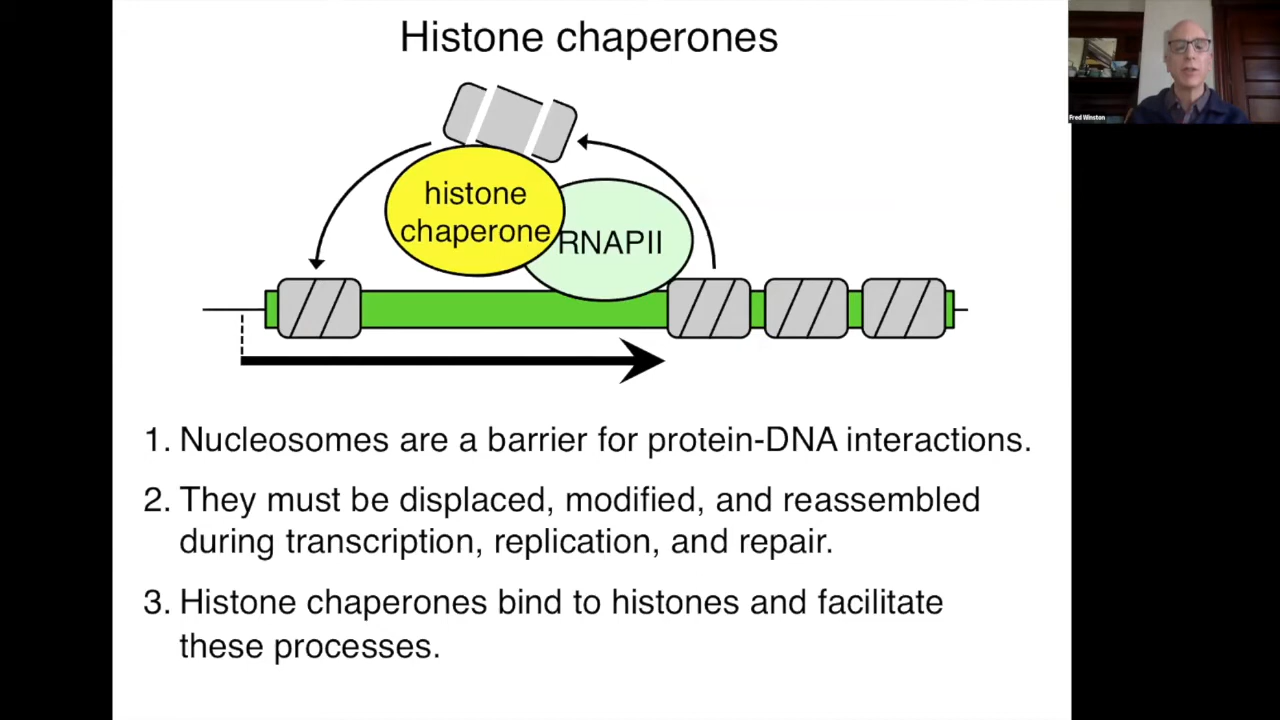 Histone chaperones
histone
chaperone
RNAPII
1. Nucleosomes are a barrier for protein-DNA interactions.
2. They must be displaced, modified, and reassembled
during transcription, replication, and repair.
3. Histone chaperones bind to histones and facilitate
these processes.
Fred Winston